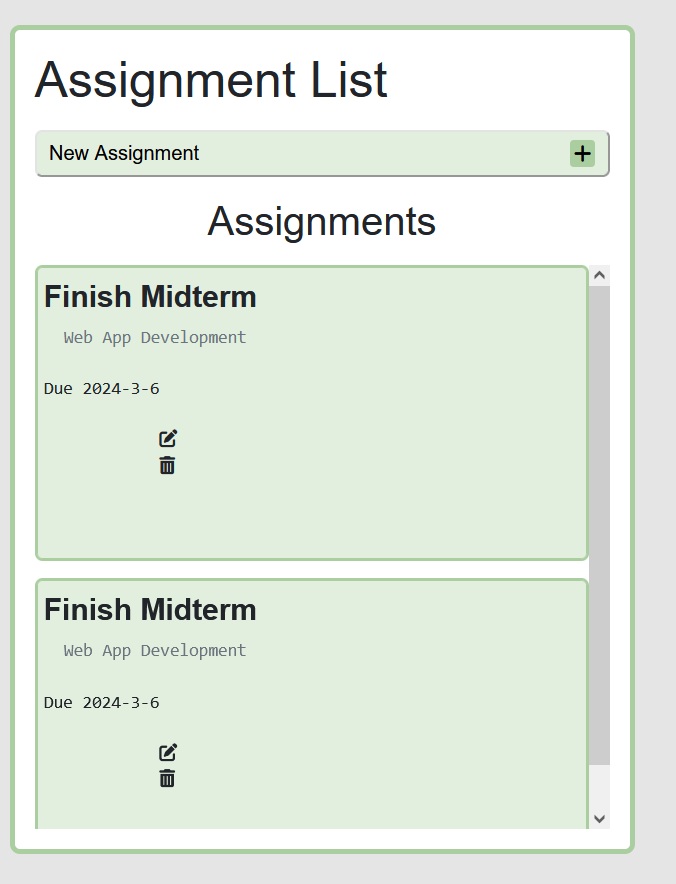 Assignment List
New Assignment
Assignments
Finish Midterm
Web App Development
Due 2024-3-6
Finish Midterm
Web App Development
Due 2024-3-6